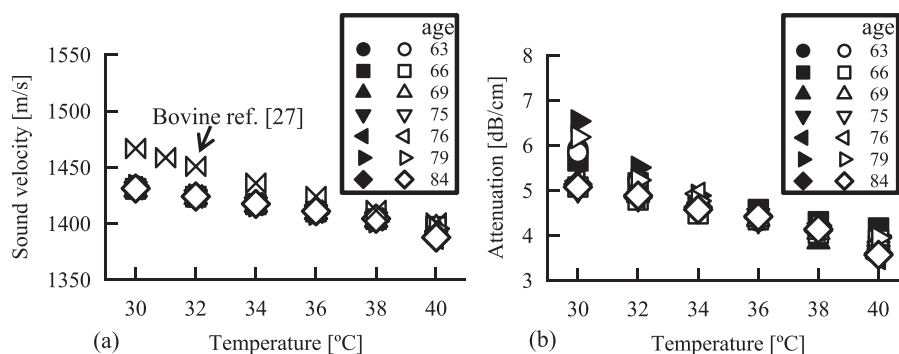 age
63
66
69
75
76
79
84
1550
1500
1450
1400
1350
Sound velocity [m/s]
Bovine ref. [27]
30 32 34 36 38 40
(a) Temperature [ºC]
age
63
66
69
75
76
79
84
8
7
6
5
4
3
Attenuation [dB/cm]
30 32 34 36 38 40
(b) Temperature [ºC]